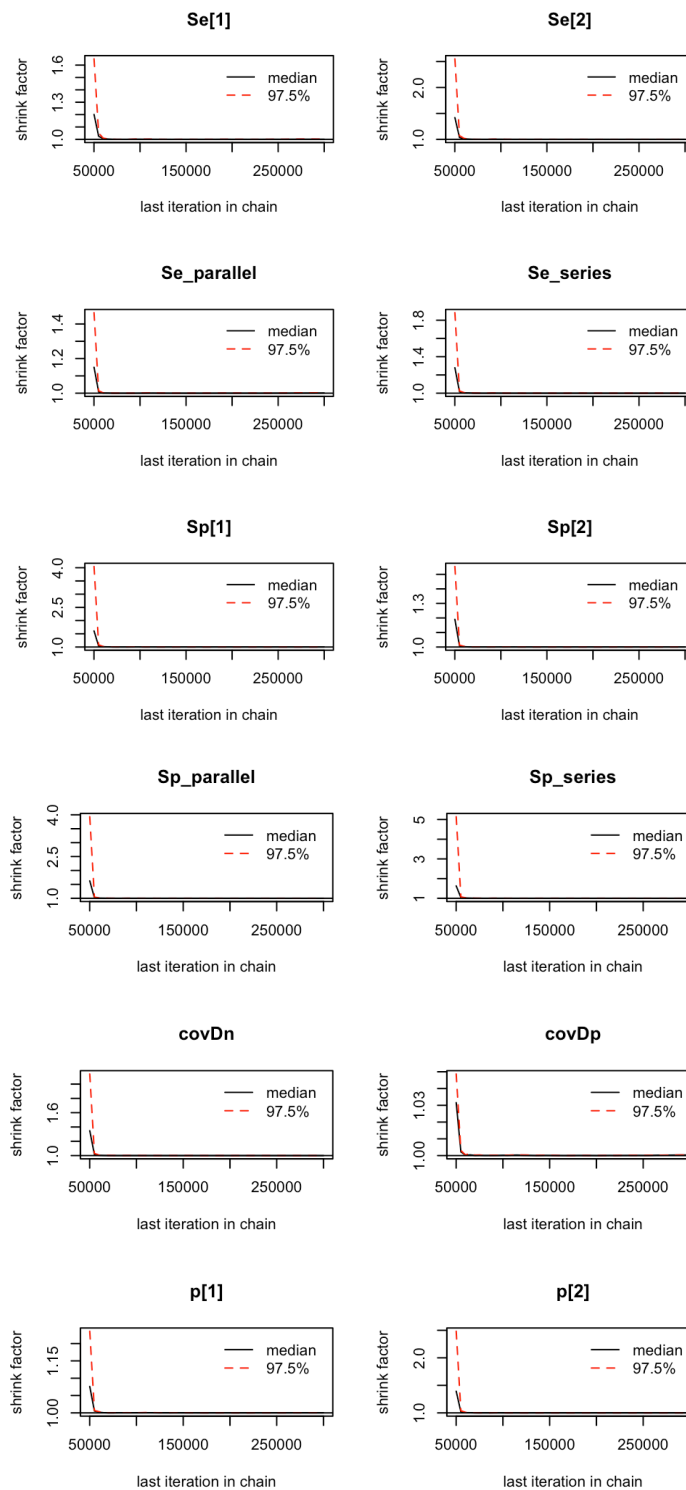 Se[1]
shrink factor
1.0 1.3 1.6
median
97.5%
50000 150000 250000
last iteration in chain
Se[2]
shrink factor
1.0 2.0
median
97.5%
50000 150000 250000
last iteration in chain
Se_parallel
shrink factor
1.0 1.2 1.4
median
97.5%
50000 150000 250000
last iteration in chain
Se_series
shrink factor
1.0 1.4 1.8
median
97.5%
50000 150000 250000
last iteration in chain
Sp[1]
shrink factor
1.0 2.5 4.0
median
97.5%
50000 150000 250000
last iteration in chain
Sp[2]
shrink factor
1.0 1.3
median
97.5%
50000 150000 250000
last iteration in chain
Sp_parallel
shrink factor
1.0 2.5 4.0
median
97.5%
50000 150000 250000
last iteration in chain
Sp_series
shrink factor
1 3 5
median
97.5%
50000 150000 250000
last iteration in chain
covDn
shrink factor
1.0 1.6
median
97.5%
50000 150000 250000
last iteration in chain
covDp
shrink factor
1.00 1.03
median
97.5%
50000 150000 250000
last iteration in chain
p[1]
shrink factor
1.00 1.15
median
97.5%
50000 150000 250000
last iteration in chain
p[2]
shrink factor
1.0 2.0
median
97.5%
50000 150000 250000
last iteration in chain